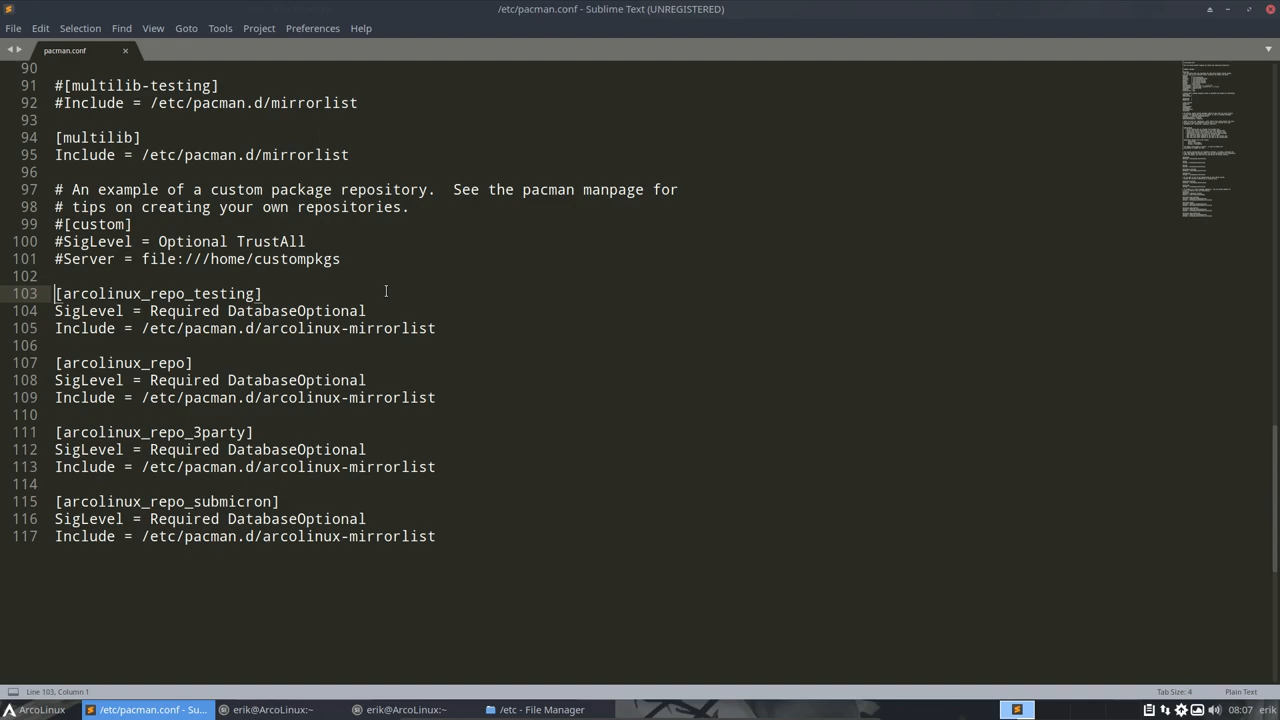 /etc/pacman.conf - Sublime Text (UNREGISTERED)
File Edit Selection Find View Goto Tools Project Preferences Help
pacman.conf
90
91 #[multilib-testing]
92 #Include = /etc/pacman.d/mirrorlist
93
94 [multilib]
95 Include = /etc/pacman.d/mirrorlist
96
97 # An example of a custom package repository.  See the pacman manpage for
98 # tips on creating your own repositories.
99 #[custom]
100 #SigLevel = Optional TrustAll
101 #Server = file:///home/custompkgs
102
103 [arcolinux_repo_testing]
104 SigLevel = Required DatabaseOptional
105 Include = /etc/pacman.d/arcolinux-mirrorlist
106
107 [arcolinux_repo]
108 SigLevel = Required DatabaseOptional
109 Include = /etc/pacman.d/arcolinux-mirrorlist
110
111 [arcolinux_repo_3party]
112 SigLevel = Required DatabaseOptional
113 Include = /etc/pacman.d/arcolinux-mirrorlist
114
115 [arcolinux_repo_submicron]
116 SigLevel = Required DatabaseOptional
117 Include = /etc/pacman.d/arcolinux-mirrorlist
Line 103, Column 1 Tab Size: 4 Plain Text
ArcoLinux /etc/pacman.conf - Su... erik@ArcoLinux:~ erik@ArcoLinux:~ /etc - File Manager 08:07 erik